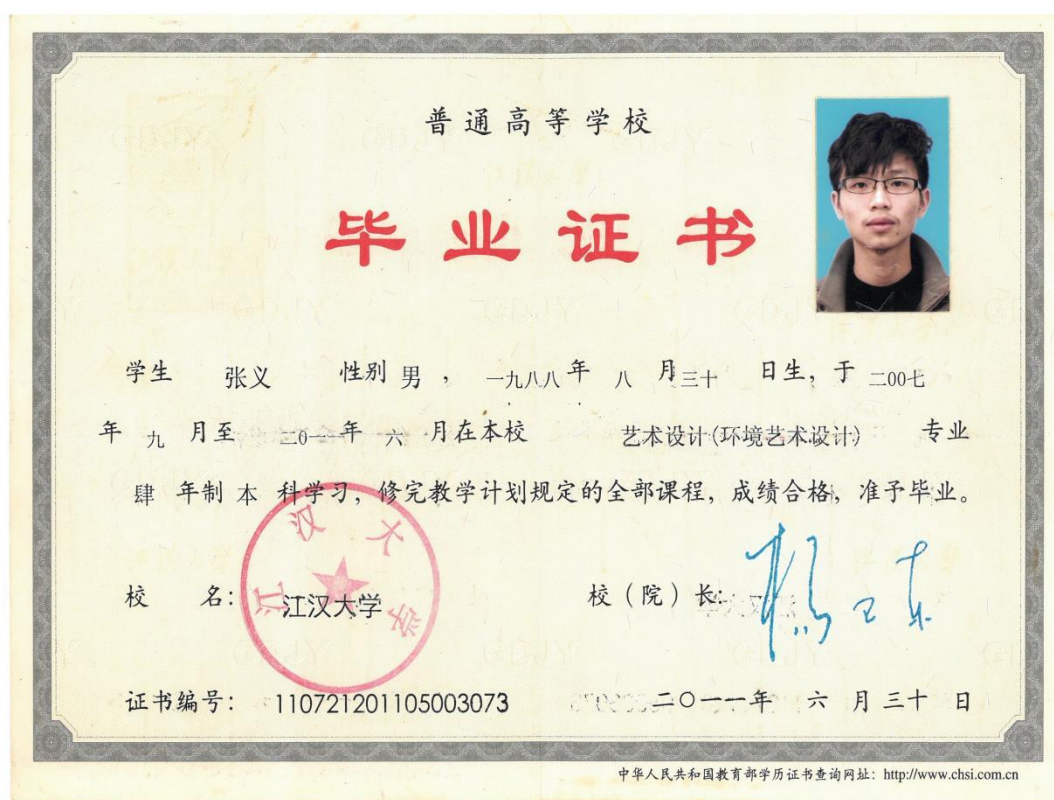 普通高等学校
毕业证书
学生 张义 性别 男 ， 一九八八 年 八 月 三十 日生，于 二00七
年 九 月至 二0一一 年 六 月在本校 艺术设计(环境艺术设计) 专业
肆 年制 本 科学习，修完教学计划规定的全部课程，成绩合格，准予毕业。
江汉大学
校 名： 江汉大学 校（院）长：
证书编号： 110721201105003073 二〇一一年 六 月 三十 日
中华人民共和国教育部学历证书查询网址：http://www.chsi.com.cn